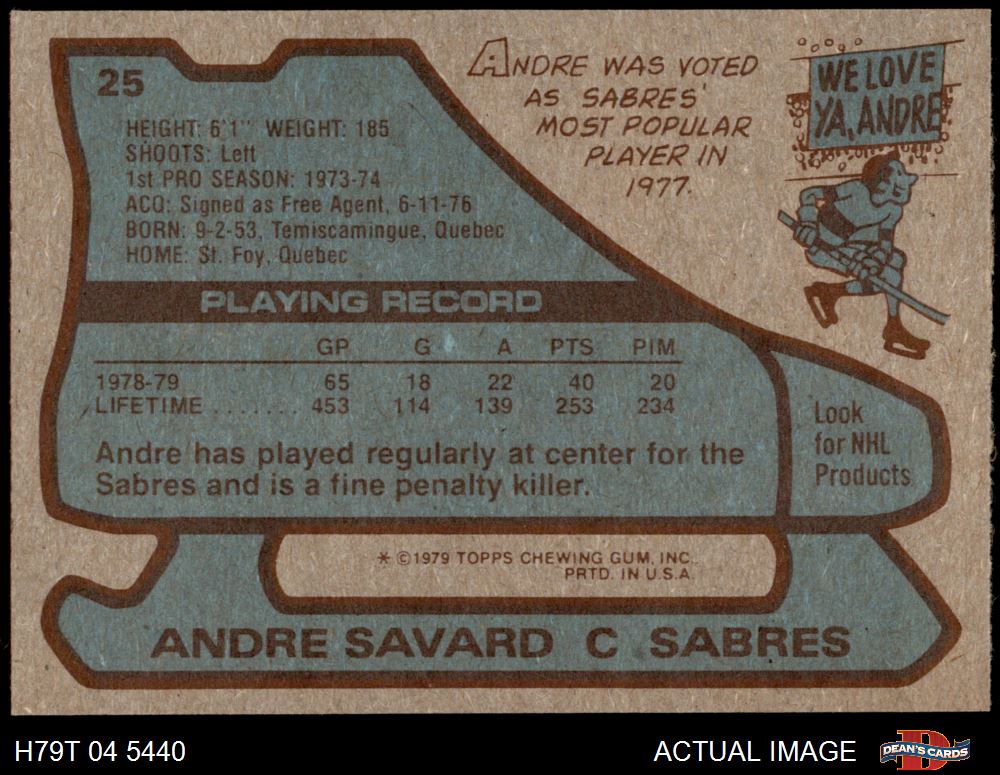 25
HEIGHT: 6'1" WEIGHT: 185
SHOOTS: Left
1st PRO SEASON: 1973-74
ACQ: Signed as Free Agent, 6-11-76
BORN: 9-2-53, Temiscamingue, Quebec
HOME: St. Foy, Quebec
ANDRE WAS VOTED
AS SABRES'
MOST POPULAR
PLAYER IN
1977.
WE LOVE
YA, ANDRE
PLAYING RECORD
GP G A PTS PIM
1978-79 65 18 22 40 20
LIFETIME ....... 453 114 139 253 234
Andre has played regularly at center for the
Sabres and is a fine penalty killer.
Look
for NHL
Products
* ©1979 TOPPS CHEWING GUM, INC.
PRTD. IN U.S.A.
ANDRE SAVARD C SABRES
H79T 04 5440
ACTUAL IMAGE
D
DEAN'S CARDS